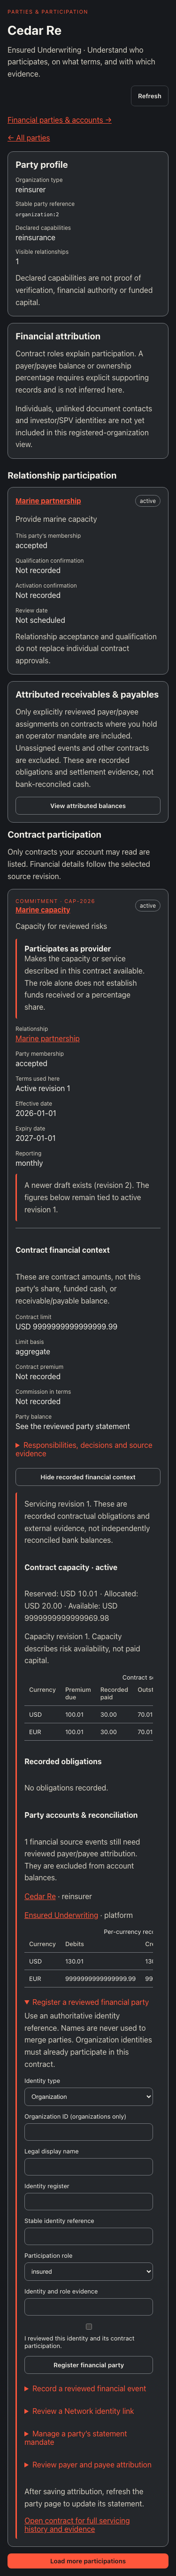 PARTIES & PARTICIPATION
Cedar Re
Ensured Underwriting · Understand who
participates, on what terms, and with which
evidence.
Refresh
Financial parties & accounts →
← All parties
Party profile
Organization type
reinsurer
Stable party reference
organization:2
Declared capabilities
reinsurance
Visible relationships
1
Declared capabilities are not proof of
verification, financial authority or funded
capital.
Financial attribution
Contract roles explain participation. A
payer/payee balance or ownership
percentage requires explicit supporting
records and is not inferred here.
Individuals, unlinked document contacts
and investor/SPV identities are not yet
included in this registered-organization
view.
Relationship participation
Marine partnership
active
Provide marine capacity
This party's membership
accepted
Qualification confirmation
Not recorded
Activation confirmation
Not recorded
Review date
Not scheduled
Relationship acceptance and qualification
do not replace individual contract
approvals.
Attributed receivables & payables
Only explicitly reviewed payer/payee
assignments on contracts where you hold
an operator mandate are included.
Unassigned events and other contracts
are excluded. These are recorded
obligations and settlement evidence, not
bank-reconciled cash.
View attributed balances
Contract participation
Only contracts your account may read are
listed. Financial details follow the selected
source revision.
COMMITMENT · CAP-2026
Marine capacity
active
Capacity for reviewed risks
Participates as provider
Makes the capacity or service
described in this contract available.
The role alone does not establish
funds received or a percentage
share.
Relationship
Marine partnership
Party membership
accepted
Terms used here
Active revision 1
Effective date
2026-01-01
Expiry date
2027-01-01
Reporting
monthly
A newer draft exists (revision 2). The
figures below remain tied to active
revision 1.
Contract financial context
These are contract amounts, not this
party's share, funded cash, or
receivable/payable balance.
Contract limit
USD 9999999999999999.99
Limit basis
aggregate
Contract premium
Not recorded
Commission in terms
Not recorded
Party balance
See the reviewed party statement
▶ Responsibilities, decisions and source
evidence
Hide recorded financial context
Servicing revision 1. These are
recorded contractual obligations and
external evidence, not independently
reconciled bank balances.
Contract capacity · active
Reserved: USD 10.01 · Allocated:
USD 20.00 · Available: USD
9999999999999969.98
Capacity revision 1. Capacity
describes risk availability, not paid
capital.
Contract s
Currency Premium due Recorded paid Outst
USD 100.01 30.00 70.01
EUR 100.01 30.00 70.01
Recorded obligations
No obligations recorded.
Party accounts & reconciliation
1 financial source events still need
reviewed payer/payee attribution.
They are excluded from account
balances.
Cedar Re · reinsurer
Ensured Underwriting · platform
Per-currency reco
Currency Debits Cre
USD 130.01 130
EUR 9999999999999999.99 99
▼ Register a reviewed financial party
Use an authoritative identity
reference. Names are never used to
merge parties. Organization identities
must already participate in this
contract.
Identity type
Organization
Organization ID (organizations only)
Legal display name
Identity register
Stable identity reference
Participation role
insured
Identity and role evidence
I reviewed this identity and its contract
participation.
Register financial party
▶ Record a reviewed financial event
▶ Review a Network identity link
▶ Manage a party's statement
mandate
▶ Review payer and payee attribution
After saving attribution, refresh the
party page to update its statement.
Open contract for full servicing
history and evidence
Load more participations